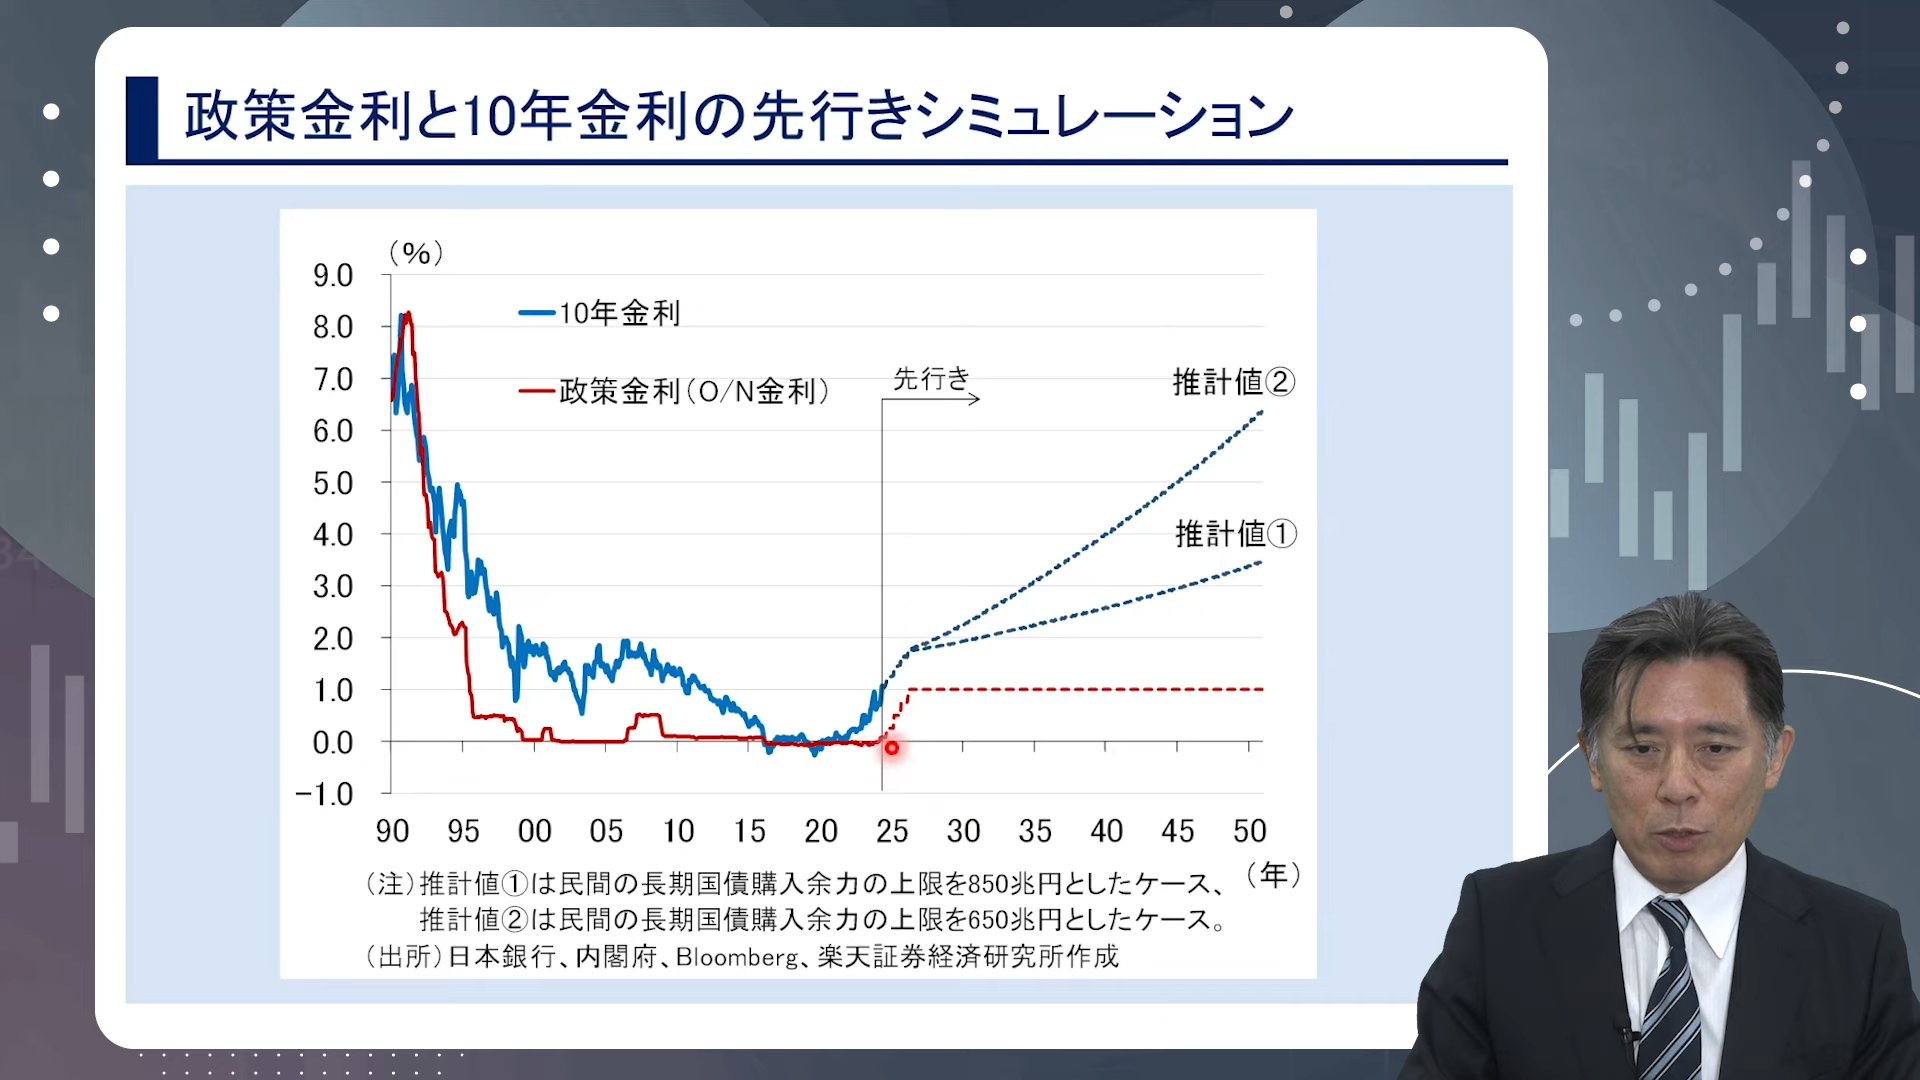 政策金利と10年金利の先行きシミュレーション
(%)
9.0
8.0
7.0
6.0
5.0
4.0
3.0
2.0
1.0
0.0
-1.0
10年金利
政策金利(O/N金利)
先行き
推計値②
推計値①
90 95 00 05 10 15 20 25 30 35 40 45 50
(年)
(注)推計値①は民間の長期国債購入余力の上限を850兆円としたケース、
推計値②は民間の長期国債購入余力の上限を650兆円としたケース。
(出所)日本銀行、内閣府、Bloomberg、楽天証券経済研究所作成